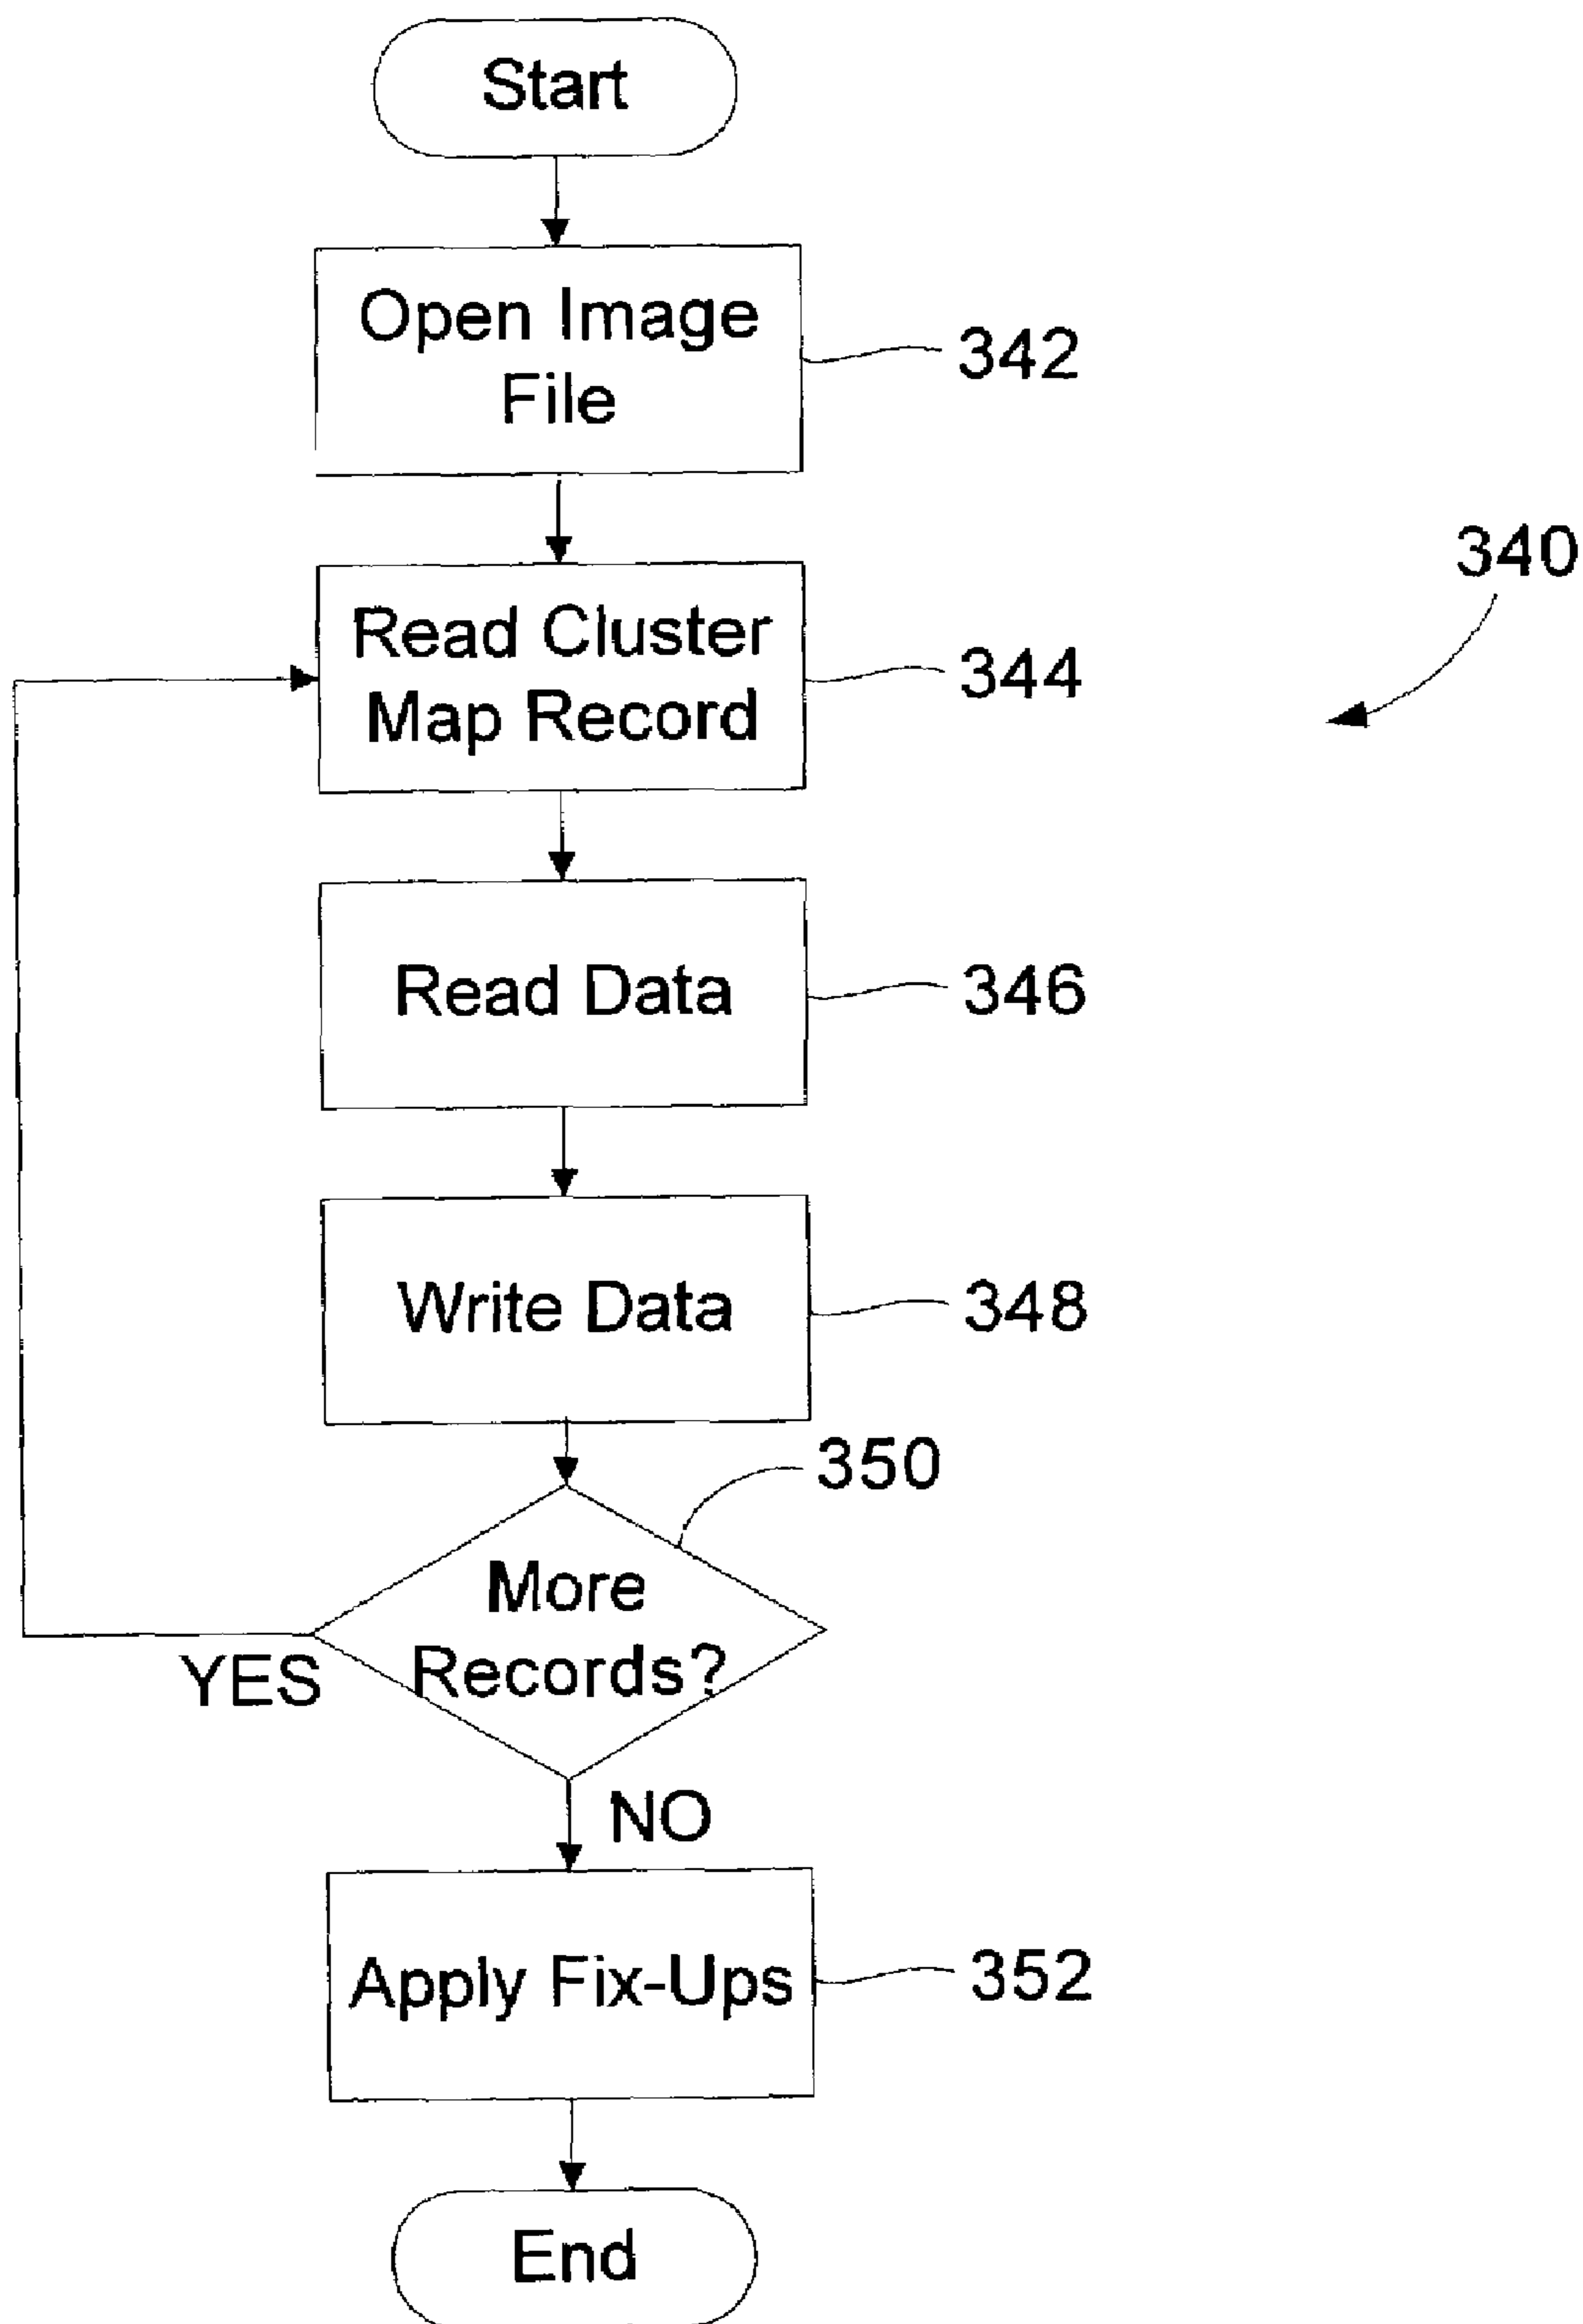 Start
Open Image
File
342
340
Read Cluster
Map Record
344
Read Data
346
Write Data
348
350
More
Records?
YES
NO
Apply Fix-Ups
352
End